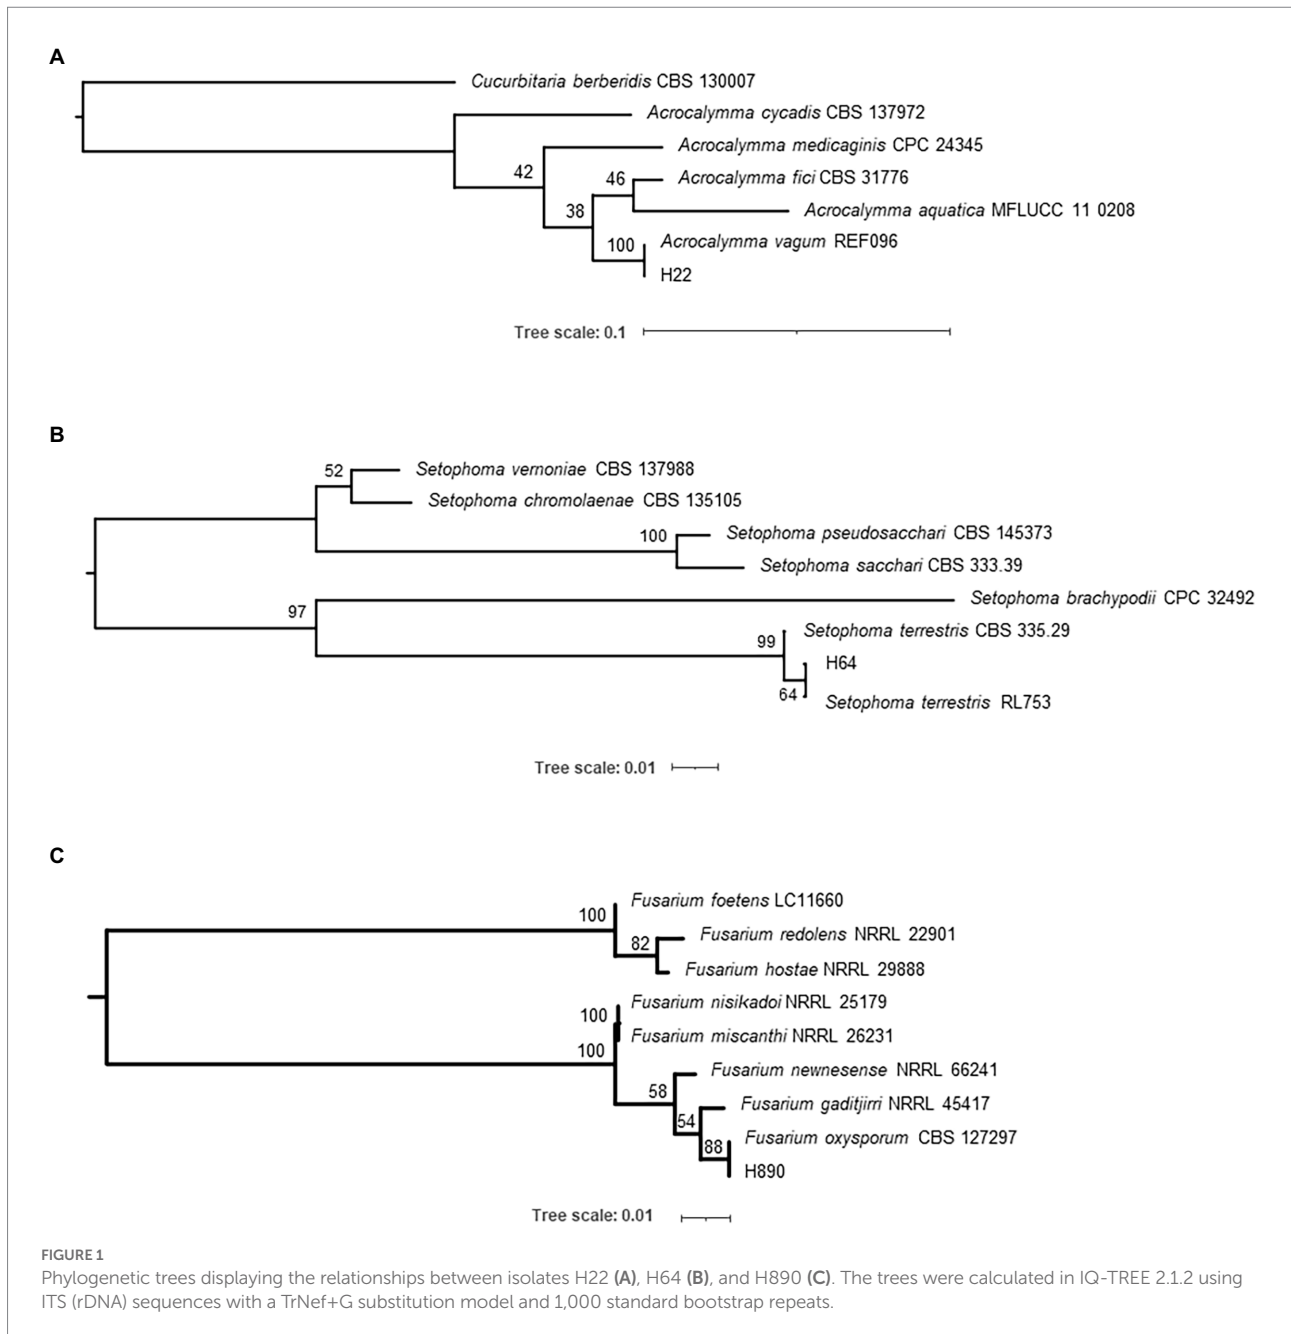 A
Cucurbitaria berberidis CBS 130007
Acrocalymma cycadis CBS 137972
Acrocalymma medicaginis CPC 24345
42
46
Acrocalymma fici CBS 31776
Acrocalymma aquatica MFLUCC 11 0208
38
100
Acrocalymma vagum REF096
H22
Tree scale: 0.1
B
52
Setophoma vernoniae CBS 137988
Setophoma chromolaenae CBS 135105
100
Setophoma pseudosacchari CBS 145373
Setophoma sacchari CBS 333.39
Setophoma brachypodii CPC 32492
97
99
Setophoma terrestris CBS 335.29
H64
64
Setophoma terrestris RL753
Tree scale: 0.01
C
Fusarium foetens LC11660
100
Fusarium redolens NRRL 22901
82
Fusarium hostae NRRL 29888
Fusarium nisikadoi NRRL 25179
100
Fusarium miscanthi NRRL 26231
100
Fusarium newnesense NRRL 66241
58
Fusarium gaditjirri NRRL 45417
54
Fusarium oxysporum CBS 127297
88
H890
Tree scale: 0.01
FIGURE 1
Phylogenetic trees displaying the relationships between isolates H22 (A), H64 (B), and H890 (C). The trees were calculated in IQ-TREE 2.1.2 using
ITS (rDNA) sequences with a TrNef+G substitution model and 1,000 standard bootstrap repeats.